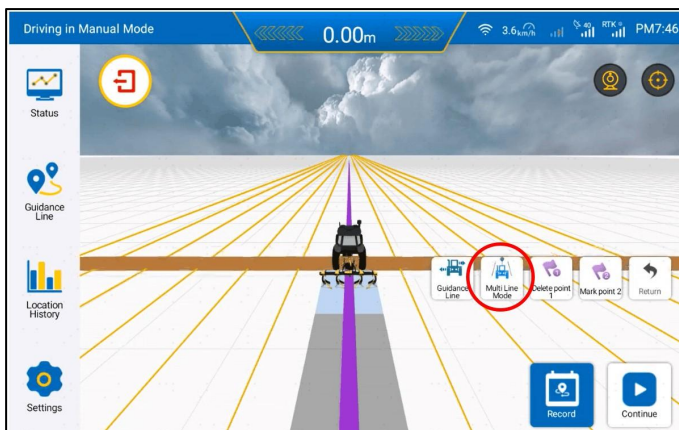 Driving in Manual Mode
0.00m
3.6km/h
40
RTK
PM7:46
Status
Guidance
Line
Location
History
Settings
Guidance
Line
Multi Line
Mode
Delete point
1
Mark point 2
Return
Record
Continue